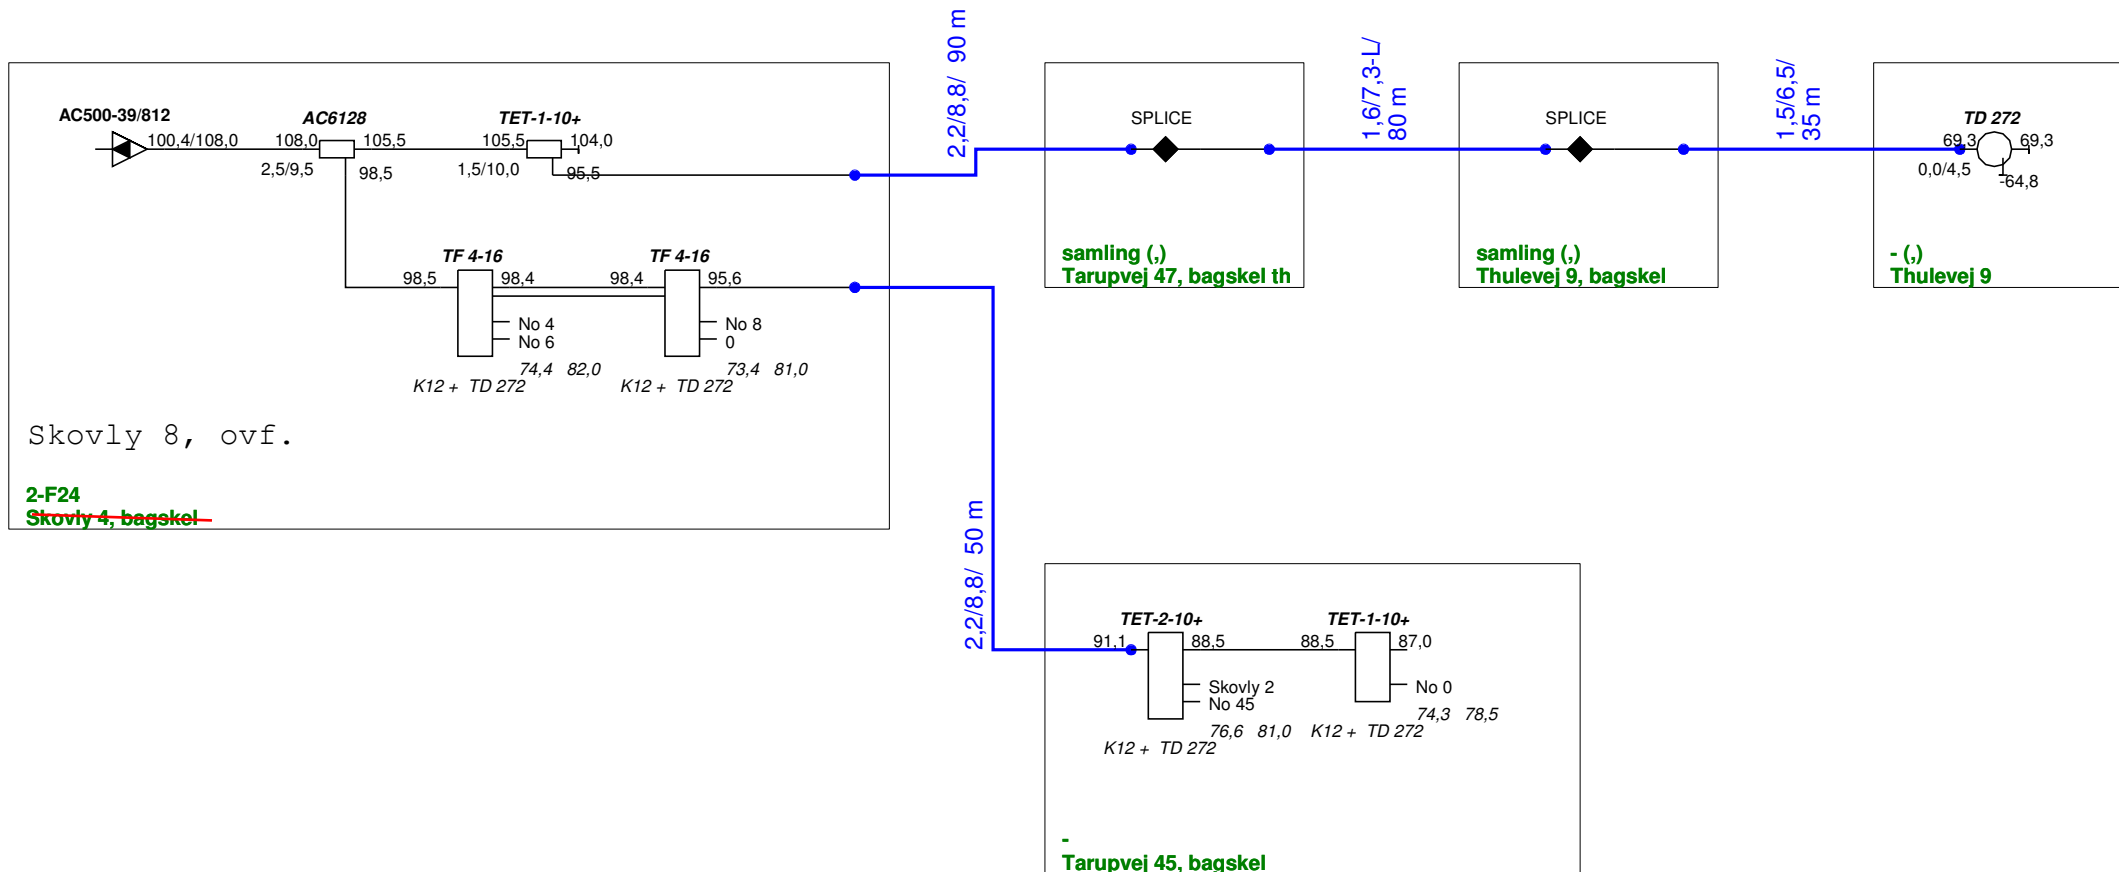 AC500-39/812
100,4/108,0
AC6128
108,0
105,5
2,5/9,5
98,5
TET-1-10+
105,5
104,0
1,5/10,0
95,5
TF 4-16
98,5
98,4
No 4
No 6
74,4 82,0
K12 + TD 272
TF 4-16
98,4
95,6
No 8
0
73,4 81,0
K12 + TD 272
Skovly 8, ovf.
2-F24
Skovly 4, bagskel
2,2/8,8/ 90 m
SPLICE
samling (,)
Tarupvej 47, bagskel th
1,6/7,3-L/
80 m
SPLICE
samling (,)
Thulevej 9, bagskel
1,5/6,5/
35 m
TD 272
69,3
69,3
0,0/4,5
-64,8
- (,)
Thulevej 9
2,2/8,8/ 50 m
TET-2-10+
91,1
88,5
Skovly 2
No 45
76,6 81,0
K12 + TD 272
TET-1-10+
88,5
87,0
No 0
74,3 78,5
K12 + TD 272
-
Tarupvej 45, bagskel